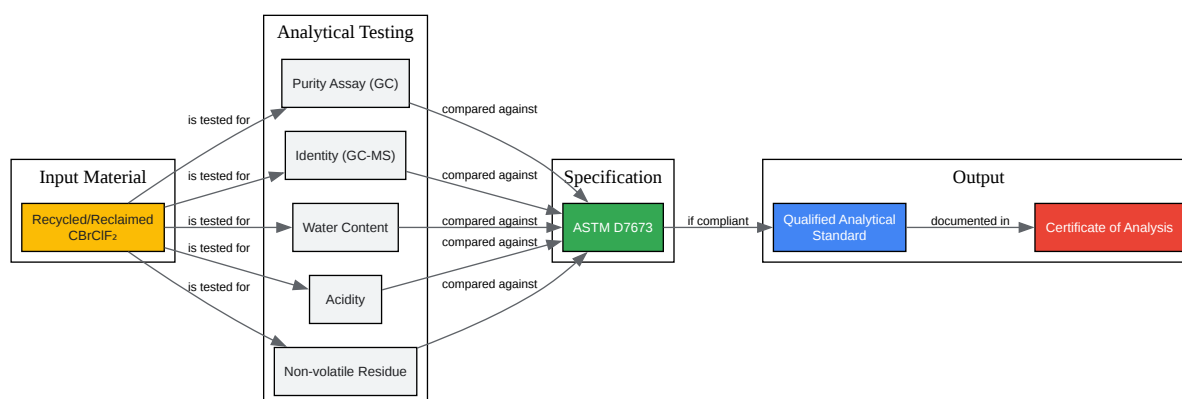 Analytical Testing
Purity Assay (GC)
is tested for
compared against
Identity (GC-MS)
is tested for
compared against
Input Material
Recycled/Reclaimed
CBrClF₂
is tested for
Water Content
compared against
Specification
ASTM D7673
if compliant
Output
Qualified Analytical
Standard
documented in
Certificate of Analysis
is tested for
compared against
Acidity
is tested for
compared against
Non-volatile Residue